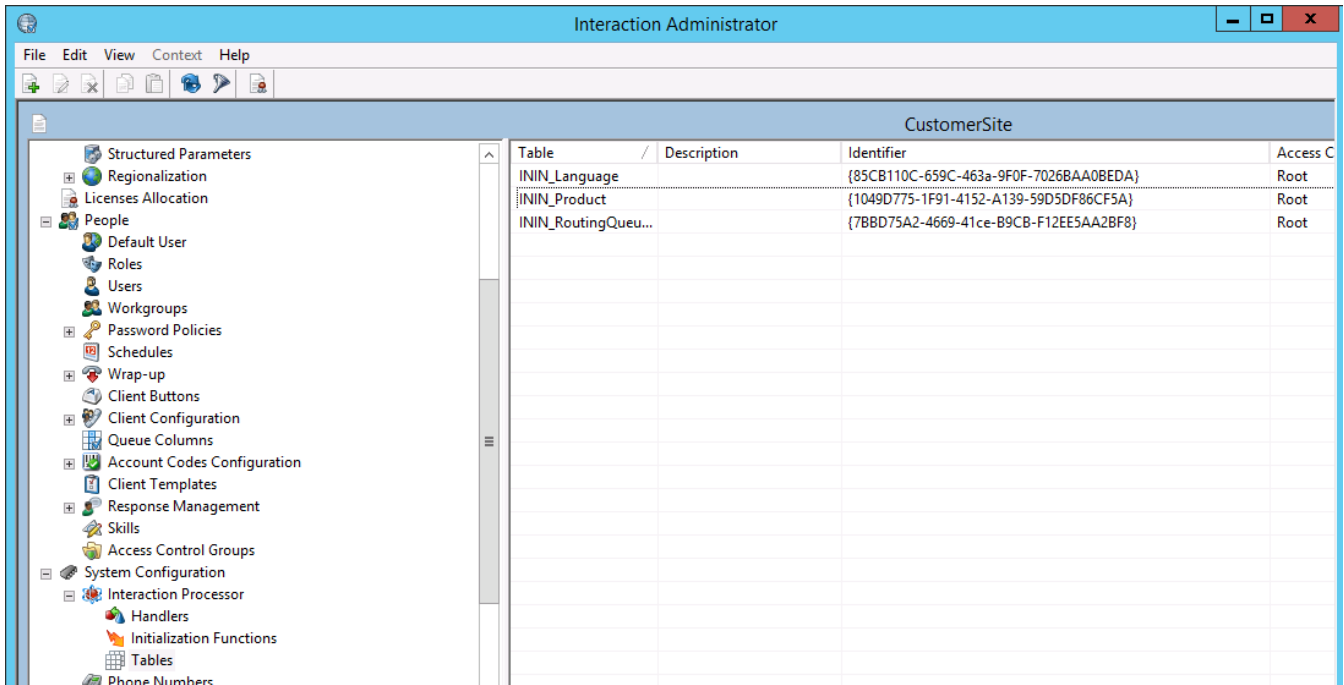 Interaction Administrator
File Edit View Context Help
CustomerSite
Structured Parameters
Regionalization
Licenses Allocation
People
Default User
Roles
Users
Workgroups
Password Policies
Schedules
Wrap-up
Client Buttons
Client Configuration
Queue Columns
Account Codes Configuration
Client Templates
Response Management
Skills
Access Control Groups
System Configuration
Interaction Processor
Handlers
Initialization Functions
Tables
Phone Numbers
Table Description Identifier Access C
ININ_Language {85CB110C-659C-463a-9F0F-7026BAA0BEDA} Root
ININ_Product {1049D775-1F91-4152-A139-59D5DF86CF5A} Root
ININ_RoutingQueu... {7BBD75A2-4669-41ce-B9CB-F12EE5AA2BF8} Root